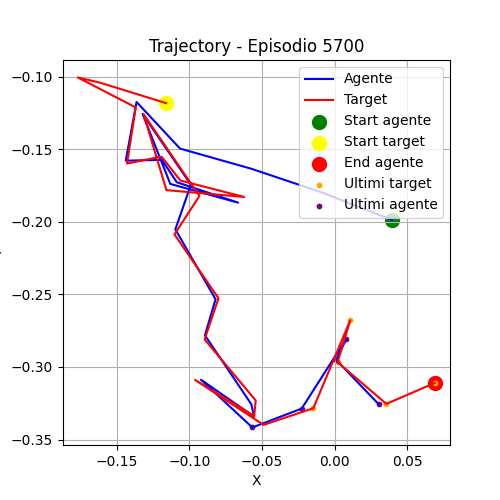 Trajectory - Episodio 5700
Agente
Target
Start agente
Start target
End agente
Ultimi target
Ultimi agente
−0.10
−0.15
−0.20
−0.25
−0.30
−0.35
−0.15
−0.10
−0.05
0.00
0.05
X